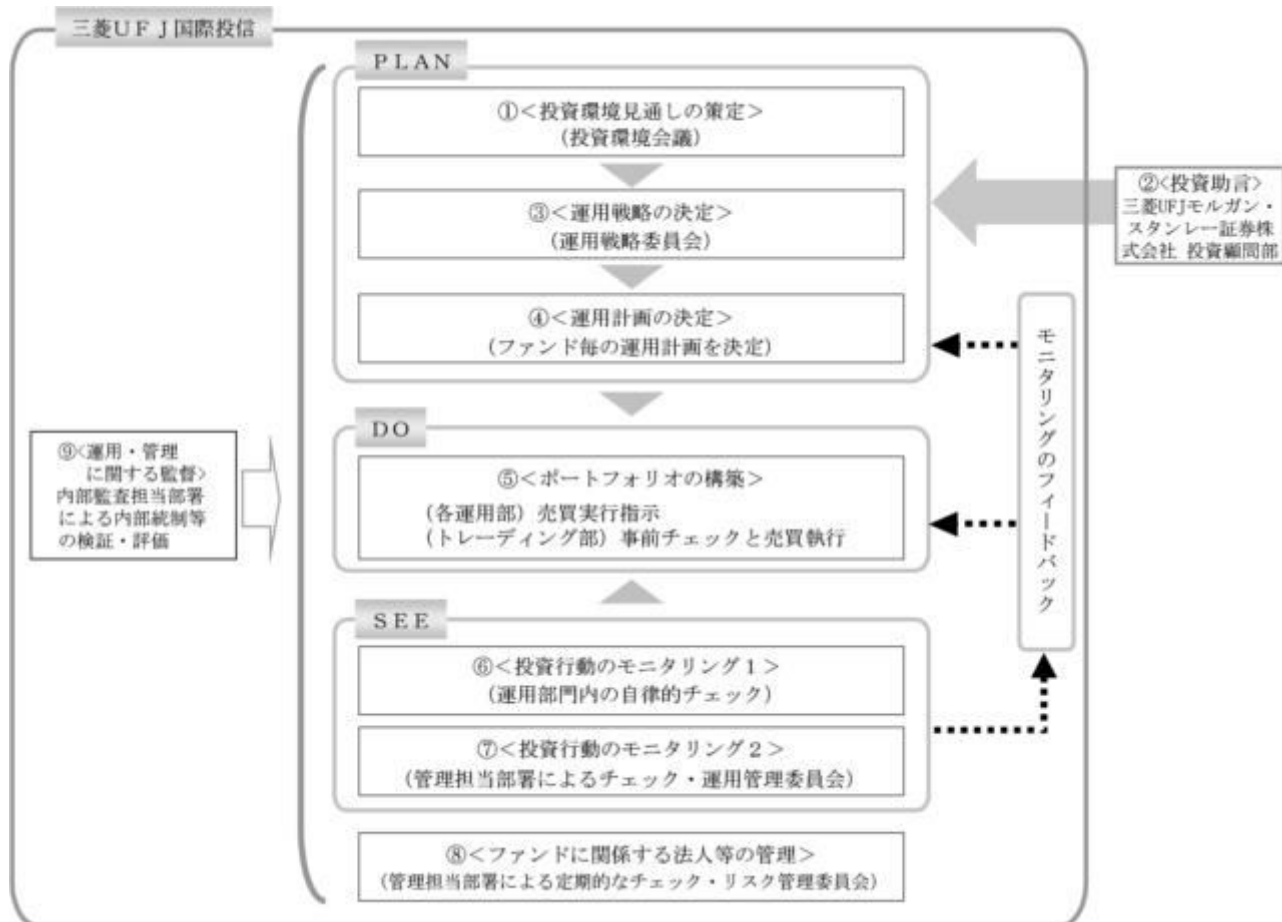 三菱ＵＦＪ国際投信
ＰＬＡＮ
①＜投資環境見通しの策定＞
（投資環境会議）
②＜投資助言＞
三菱UFJモルガン・
スタンレー証券株
式会社 投資顧問部
③＜運用戦略の決定＞
（運用戦略委員会）
④＜運用計画の決定＞
（ファンド毎の運用計画を決定）
モニタリングのフィードバック
ＤＯ
⑤＜ポートフォリオの構築＞
（各運用部）売買実行指示
（トレーディング部）事前チェックと売買執行
⑨＜運用・管理
に関する監督＞
内部監査担当部署
による内部統制等
の検証・評価
ＳＥＥ
⑥＜投資行動のモニタリング１＞
（運用部門内の自律的チェック）
⑦＜投資行動のモニタリング２＞
（管理担当部署によるチェック・運用管理委員会）
⑧＜ファンドに関係する法人等の管理＞
（管理担当部署による定期的なチェック・リスク管理委員会）